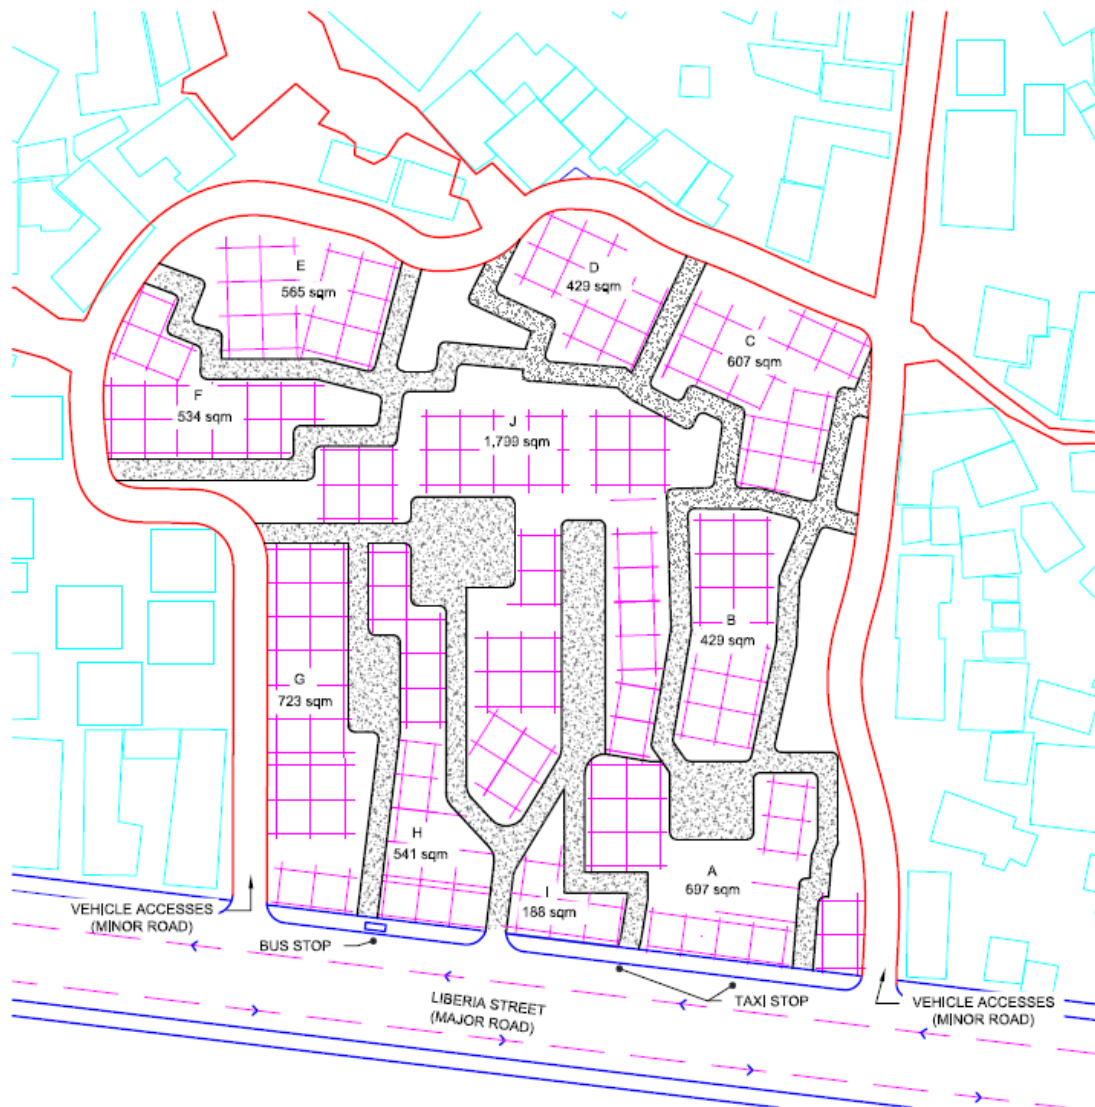 D
429 sqm
E
565 sqm
C
607 sqm
F
534 sqm
J
1,799 sqm
B
429 sqm
G
723 sqm
H
541 sqm
A
697 sqm
I
188 sqm
VEHICLE ACCESSES
(MINOR ROAD)
BUS STOP
LIBERIA STREET
(MAJOR ROAD)
TAXI STOP
VEHICLE ACCESSES
(MINOR ROAD)